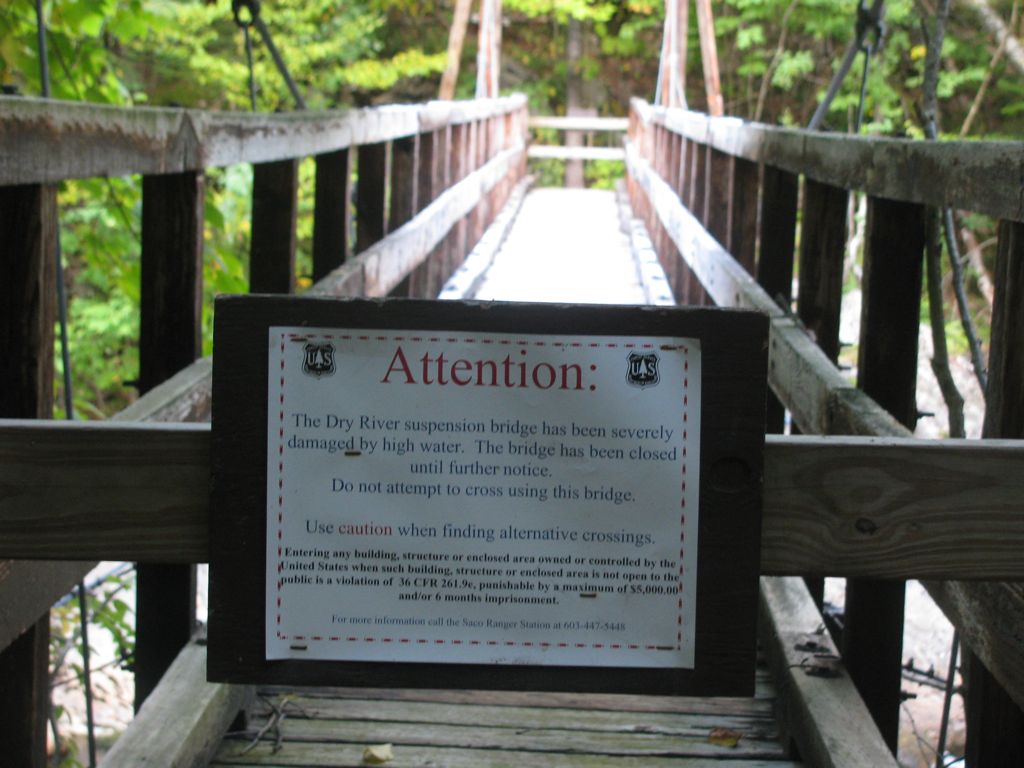 UAS
Attention:
UAS
The Dry River suspension bridge has been severely
damaged by high water. The bridge has been closed
until further notice.
Do not attempt to cross using this bridge.
Use caution when finding alternative crossings.
Entering any building, structure or enclosed area owned or controlled by the
United States when such building, structure or enclosed area is not open to the
public is a violation of 36 CFR 261.9e, punishable by a maximum of $5,000.00
and/or 6 months imprisonment.
For more information call the Saco Ranger Station at 603-447-5448